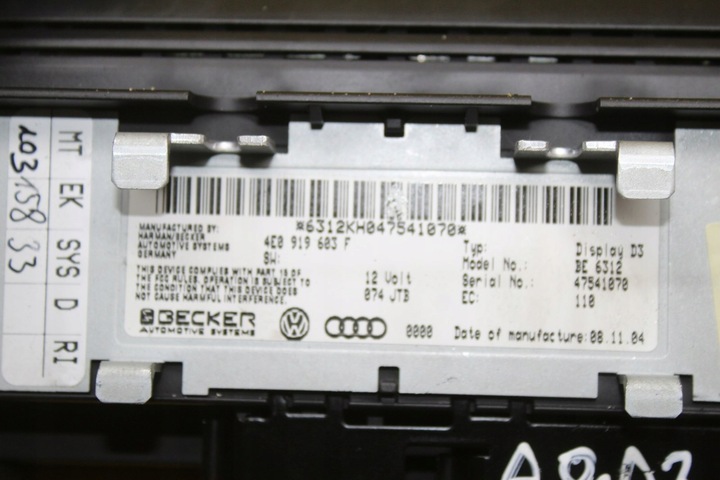 MT EK SYS D RI
203158 33
*6312KH047541070*
MANUFACTURED BY:
HARMAN/BECKER
AUTOMOTIVE SYSTEMS
GERMANY
4E0 919 603 F
SW:
Typ: Display D3
Model No.: BE 6312
Serial No.: 47541070
EC: 110
THIS DEVICE COMPLIES WITH PART 15 OF
THE FCC RULES. OPERATION IS SUBJECT TO
THE CONDITION THAT THIS DEVICE DOES
NOT CAUSE HARMFUL INTERFERENCE.
12 Volt
074 JTB
BECKER
AUTOMOTIVE SYSTEMS
0000
Date of manufacture: 08.11.04